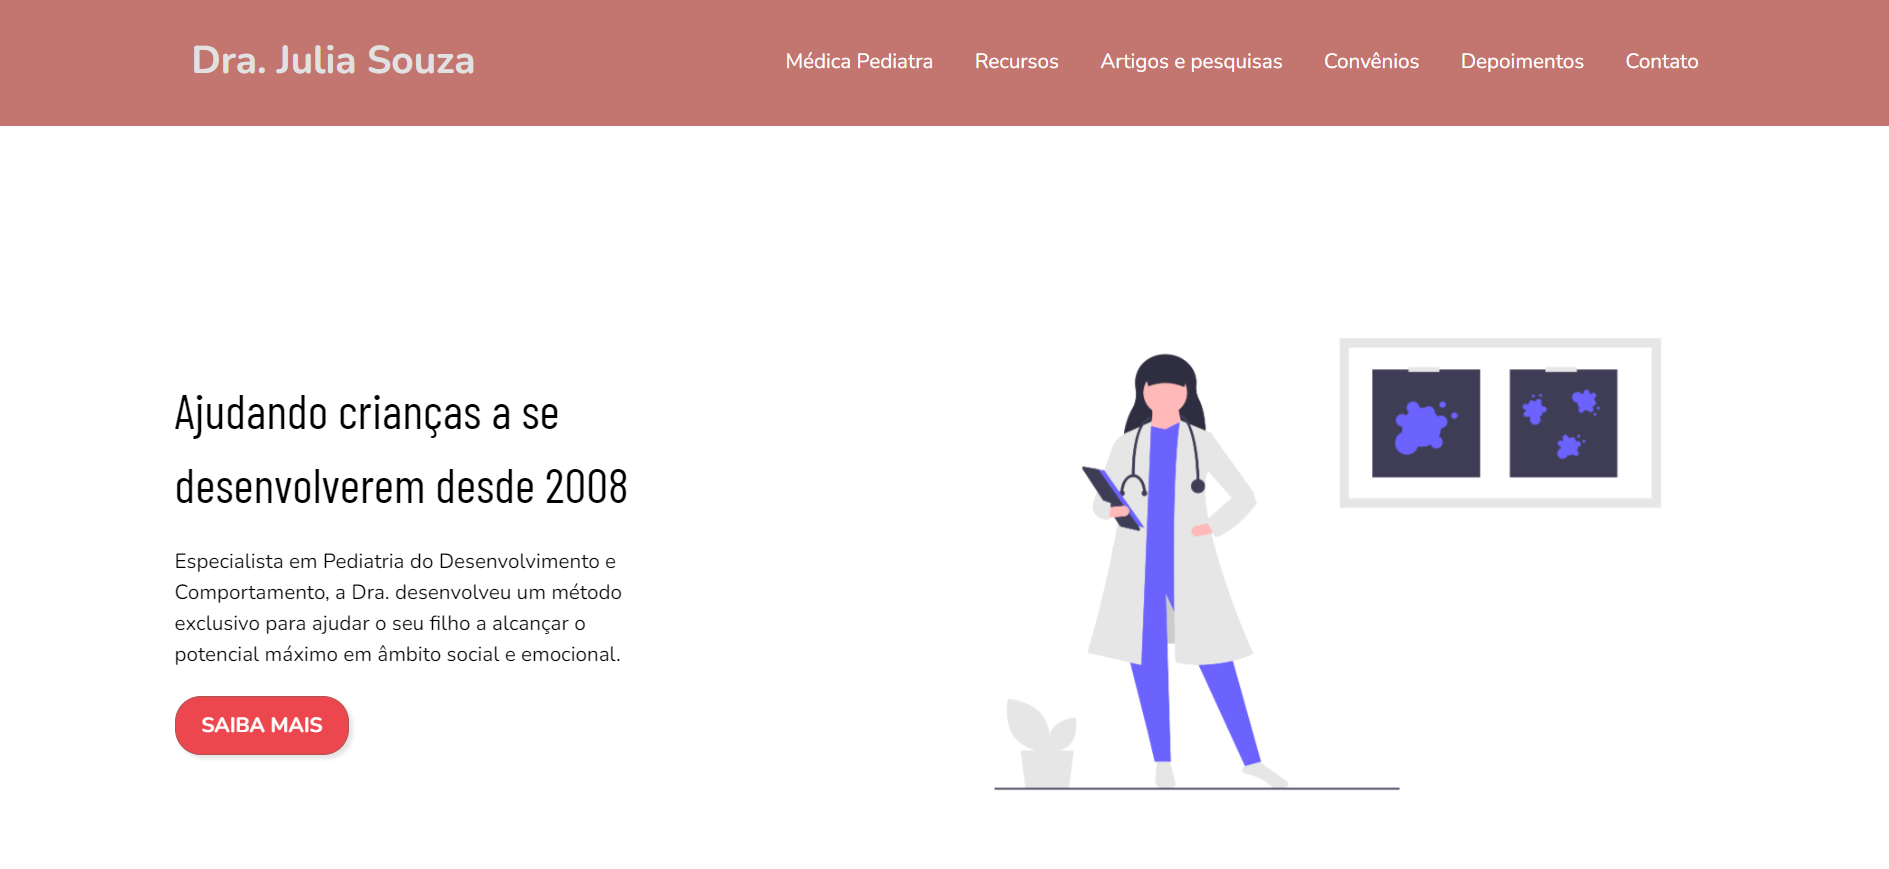 Dra. Julia Souza
Médica Pediatra
Recursos
Artigos e pesquisas
Convênios
Depoimentos
Contato
Ajudando crianças a se
desenvolverem desde 2008
Especialista em Pediatria do Desenvolvimento e
Comportamento, a Dra. desenvolveu um método
exclusivo para ajudar o seu filho a alcançar o
potencial máximo em âmbito social e emocional.
SAIBA MAIS